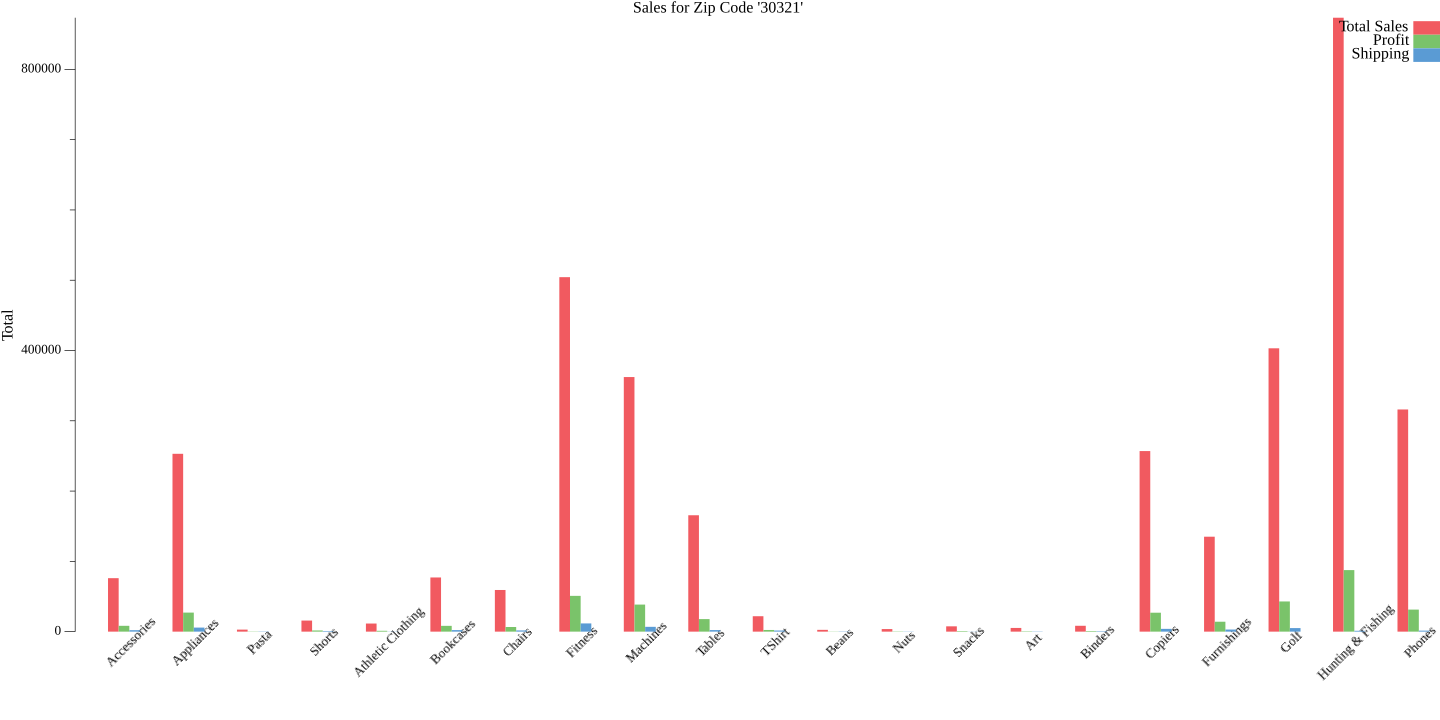 Sales for Zip Code '30321'
Total Sales
Profit
Shipping
800000
400000
0
Total
Accessories
Appliances
Pasta
Shorts
Athletic Clothing
Bookcases
Chairs
Fitness
Machines
Tables
TShirt
Beans
Nuts
Snacks
Art
Binders
Copiers
Furnishings
Golf
Hunting & Fishing
Phones